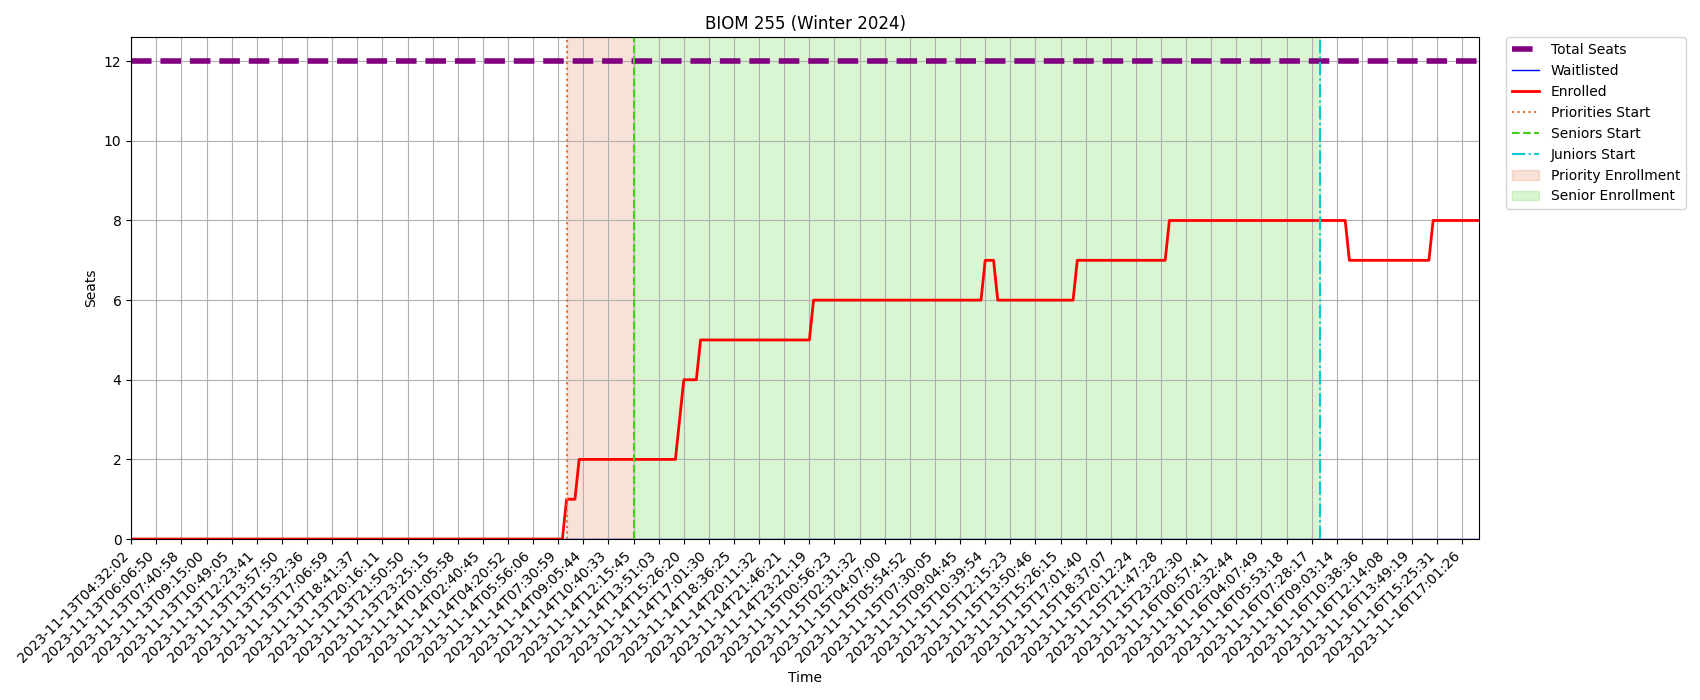 BIOM 255 (Winter 2024)
Total Seats
Waitlisted
Enrolled
Priorities Start
Seniors Start
Juniors Start
Priority Enrollment
Senior Enrollment
Seats
12
10
8
6
4
2
0
2023-11-13T04:32:02
2023-11-13T06:06:50
2023-11-13T07:40:58
2023-11-13T09:15:00
2023-11-13T10:49:05
2023-11-13T12:23:41
2023-11-13T13:57:50
2023-11-13T15:32:36
2023-11-13T17:06:59
2023-11-13T18:41:37
2023-11-13T20:16:11
2023-11-13T21:50:50
2023-11-13T23:25:15
2023-11-14T01:05:58
2023-11-14T02:40:45
2023-11-14T04:20:52
2023-11-14T05:56:06
2023-11-14T07:30:59
2023-11-14T09:05:44
2023-11-14T10:40:33
2023-11-14T12:15:45
2023-11-14T13:51:03
2023-11-14T15:26:20
2023-11-14T17:01:30
2023-11-14T18:36:25
2023-11-14T20:11:32
2023-11-14T21:46:21
2023-11-14T23:21:19
2023-11-15T00:56:23
2023-11-15T02:31:32
2023-11-15T04:07:00
2023-11-15T05:54:52
2023-11-15T07:30:05
2023-11-15T09:04:45
2023-11-15T10:39:54
2023-11-15T12:15:23
2023-11-15T13:50:46
2023-11-15T15:26:15
2023-11-15T17:01:40
2023-11-15T18:37:07
2023-11-15T20:12:24
2023-11-15T21:47:28
2023-11-15T23:22:30
2023-11-16T00:57:41
2023-11-16T02:32:44
2023-11-16T04:07:49
2023-11-16T05:53:18
2023-11-16T07:28:17
2023-11-16T09:03:14
2023-11-16T10:38:36
2023-11-16T12:14:08
2023-11-16T13:49:19
2023-11-16T15:25:31
2023-11-16T17:01:26
Time